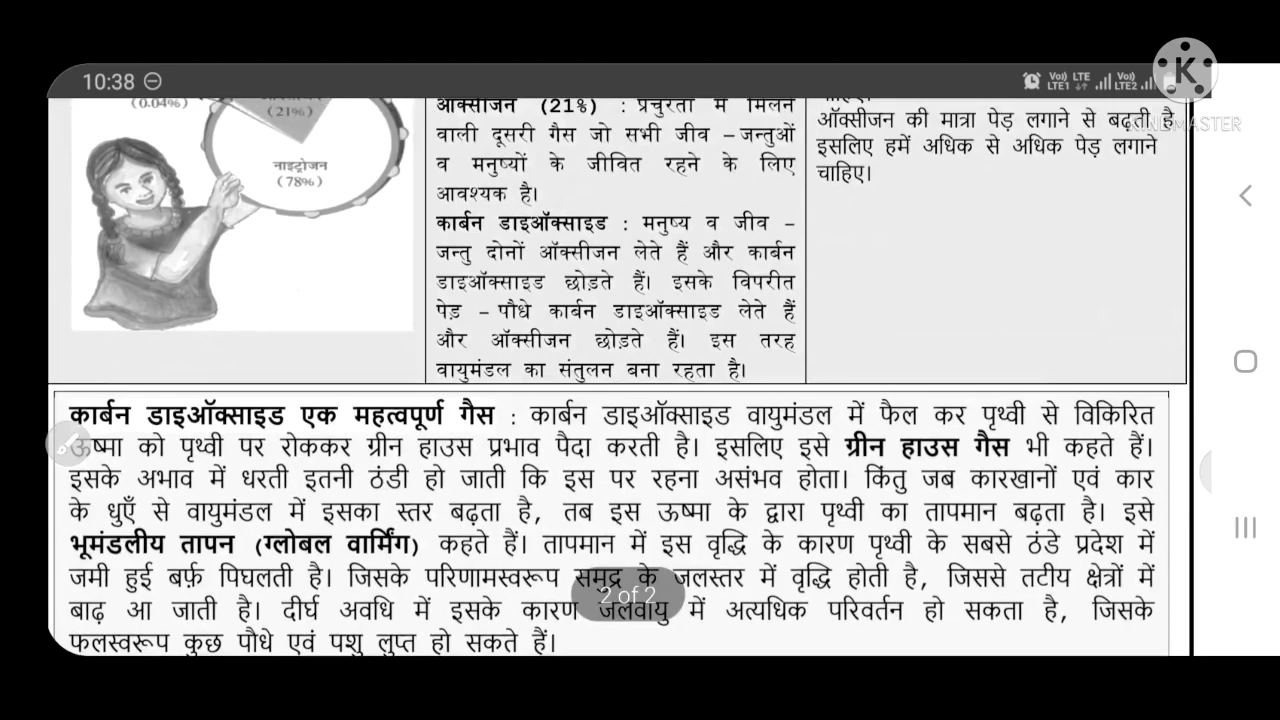 10:38
Vo)) LTE Vo))
LTE1 LTE2
K
KINEMASTER
(0.04%)
(21%)
नाइट्रोजन
(78%)
ऑक्सीजन (21%) : प्रचुरता में मिलने
वाली दूसरी गैस जो सभी जीव – जन्तुओं
व मनुष्यों के जीवित रहने के लिए
आवश्यक है।
कार्बन डाइऑक्साइड : मनुष्य व जीव –
जन्तु दोनों ऑक्सीजन लेते हैं और कार्बन
डाइऑक्साइड छोड़ते हैं। इसके विपरीत
पेड़ – पौधे कार्बन डाइऑक्साइड लेते हैं
और ऑक्सीजन छोड़ते हैं। इस तरह
वायुमंडल का संतुलन बना रहता है।
ऑक्सीजन की मात्रा पेड़ लगाने से बढ़ती है
इसलिए हमें अधिक से अधिक पेड़ लगाने
चाहिए।
कार्बन डाइऑक्साइड एक महत्वपूर्ण गैस : कार्बन डाइऑक्साइड वायुमंडल में फैल कर पृथ्वी से विकिरित
ऊष्मा को पृथ्वी पर रोककर ग्रीन हाउस प्रभाव पैदा करती है। इसलिए इसे ग्रीन हाउस गैस भी कहते हैं।
इसके अभाव में धरती इतनी ठंडी हो जाती कि इस पर रहना असंभव होता। किंतु जब कारखानों एवं कार
के धुएँ से वायुमंडल में इसका स्तर बढ़ता है, तब इस ऊष्मा के द्वारा पृथ्वी का तापमान बढ़ता है। इसे
भूमंडलीय तापन (ग्लोबल वार्मिंग) कहते हैं। तापमान में इस वृद्धि के कारण पृथ्वी के सबसे ठंडे प्रदेश में
जमी हुई बर्फ़ पिघलती है। जिसके परिणामस्वरूप समुद्र के जलस्तर में वृद्धि होती है, जिससे तटीय क्षेत्रों में
बाढ़ आ जाती है। दीर्घ अवधि में इसके कारण जलवायु में अत्यधिक परिवर्तन हो सकता है, जिसके
फलस्वरूप कुछ पौधे एवं पशु लुप्त हो सकते हैं।
2 of 2